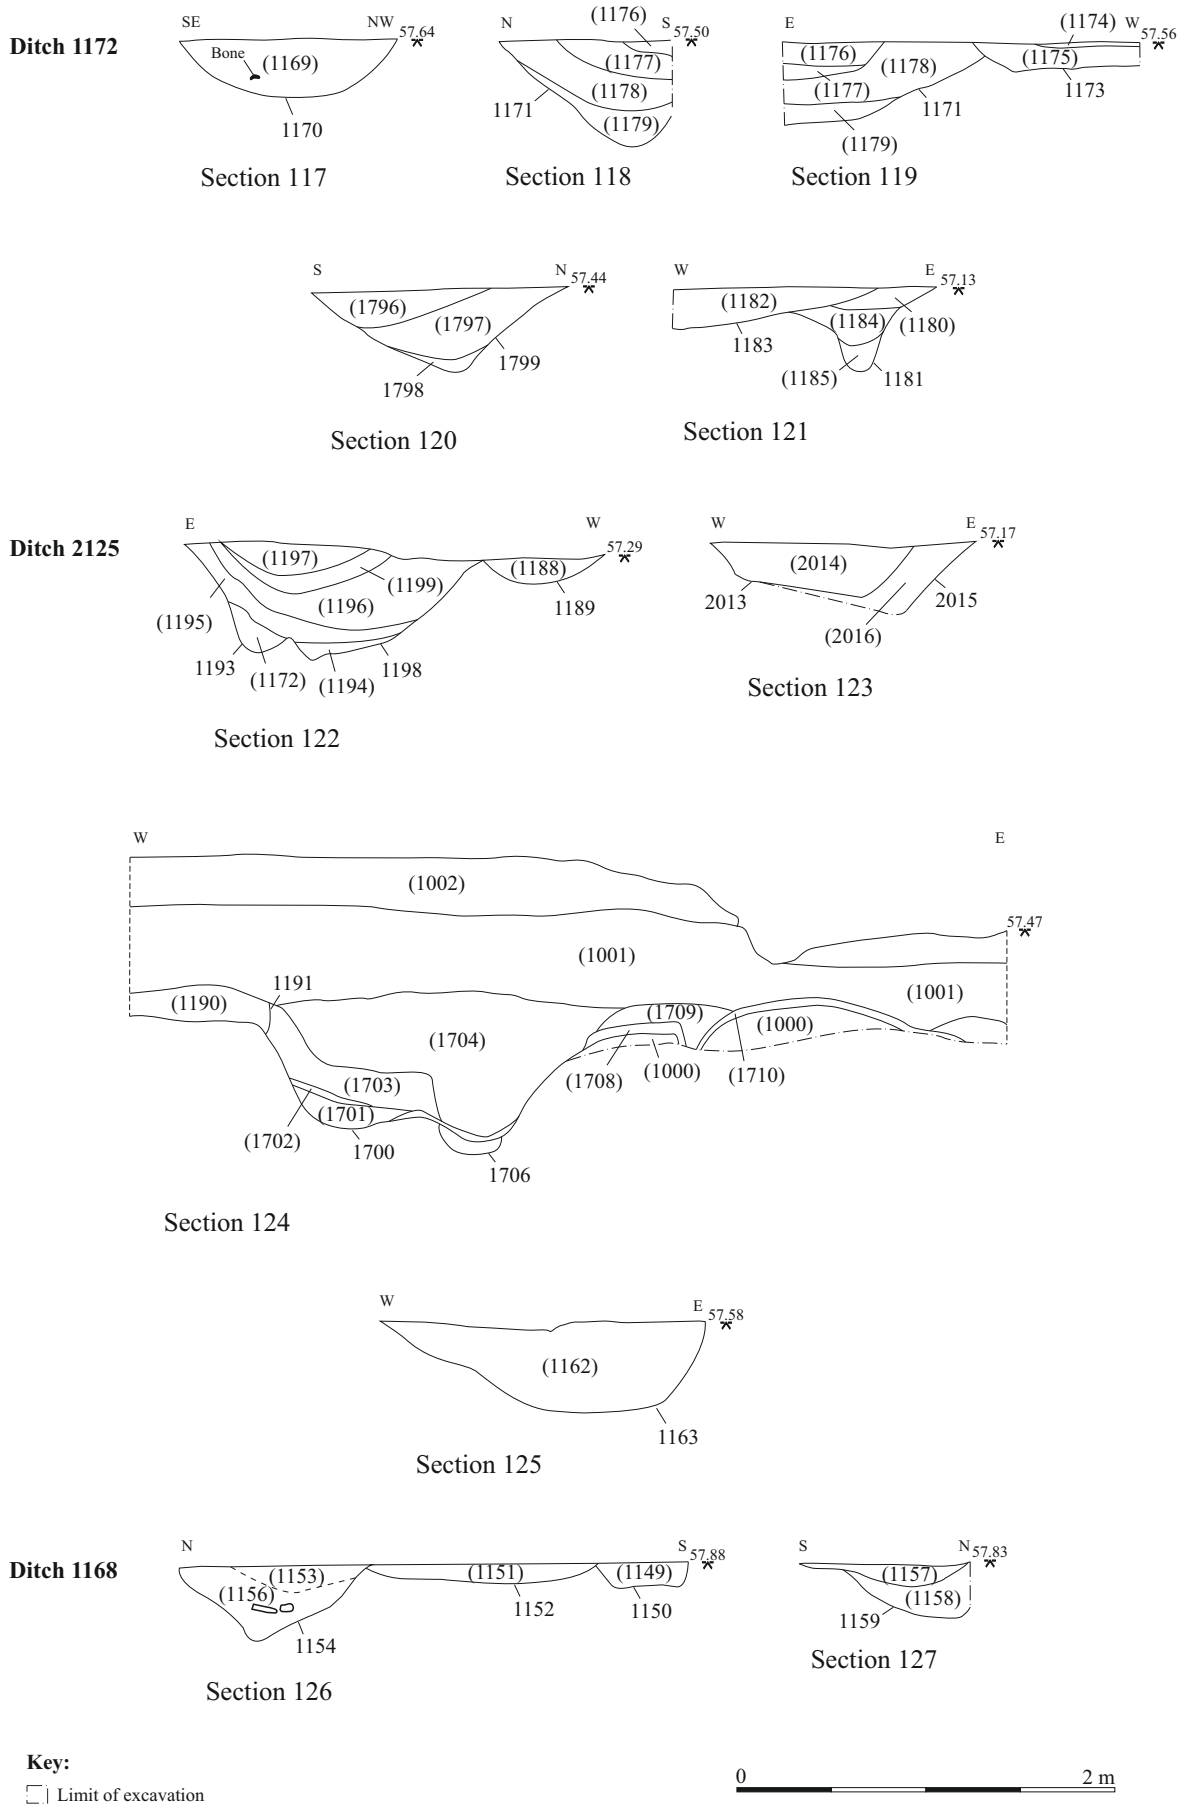 Ditch 1172
SE NW 57.64
Bone
(1169)
1170
Section 117
N (1176) S 57.50
(1177)
(1178)
1171
(1179)
Section 118
E (1174) W 57.56
(1176)
(1178)
(1175)
(1177)
1173
1171
(1179)
Section 119
S N 57.44
(1796)
(1797)
1799
1798
Section 120
W E 57.13
(1182)
(1184)
(1180)
1183
(1185)
1181
Section 121
Ditch 2125
E W 57.29
(1197)
(1188)
(1199)
(1196)
1189
(1195)
1193
(1172)
(1194)
1198
Section 122
W E 57.17
(2014)
2013
2015
(2016)
Section 123
W E
(1002)
57.47
(1001)
1191
(1190)
(1001)
(1709)
(1000)
(1704)
(1708)
(1000)
(1710)
(1703)
(1701)
(1702)
1700
1706
Section 124
W E 57.58
(1162)
1163
Section 125
Ditch 1168
N S 57.88
(1153)
(1151)
(1149)
(1156)
1152
1150
1154
Section 126
S N 57.83
(1157)
(1158)
1159
Section 127
Key:
Limit of excavation
0 2 m